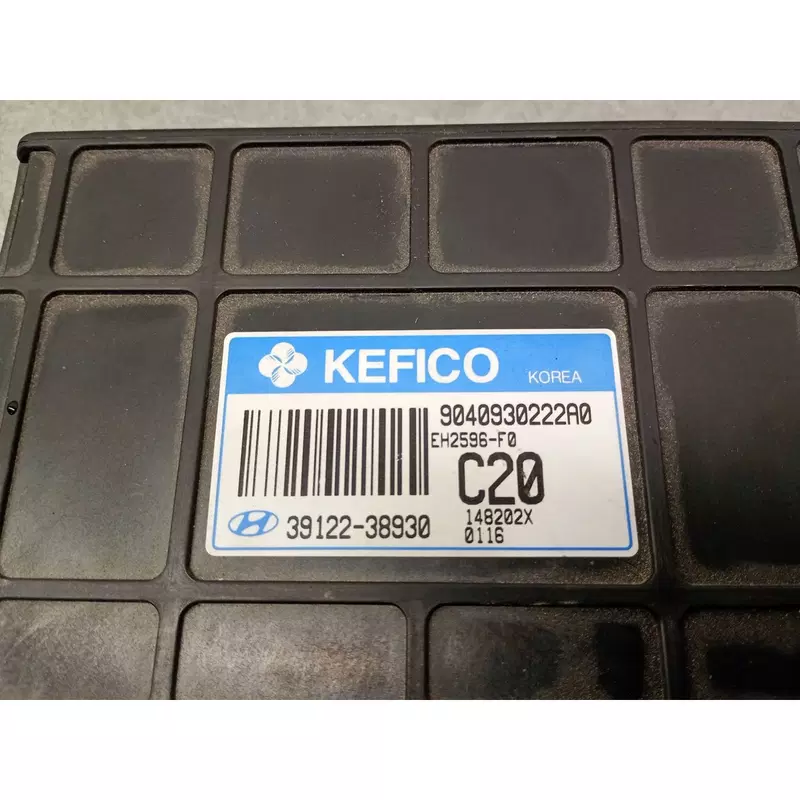 KEFICO KOREA
9040930222A0
EH2596-F0
C20
39122-38930
148202X
0116